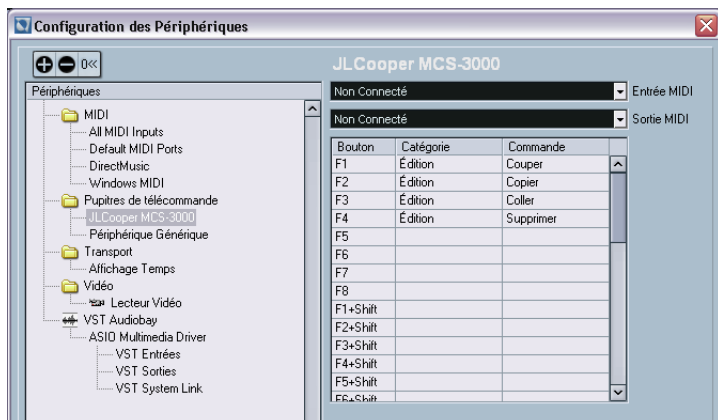 Configuration des Périphériques
0
JLCooper MCS-3000
Périphériques
MIDI
All MIDI Inputs
Default MIDI Ports
DirectMusic
Windows MIDI
Pupitres de télécommande
JLCooper MCS-3000
Périphérique Générique
Transport
Affichage Temps
Vidéo
Lecteur Vidéo
VST Audiobay
ASIO Multimedia Driver
VST Entrées
VST Sorties
VST System Link
Non Connecté Entrée MIDI
Non Connecté Sortie MIDI
Bouton Catégorie Commande
F1 Édition Couper
F2 Édition Copier
F3 Édition Coller
F4 Édition Supprimer
F5
F6
F7
F8
F1+Shift
F2+Shift
F3+Shift
F4+Shift
F5+Shift
F6+Shift